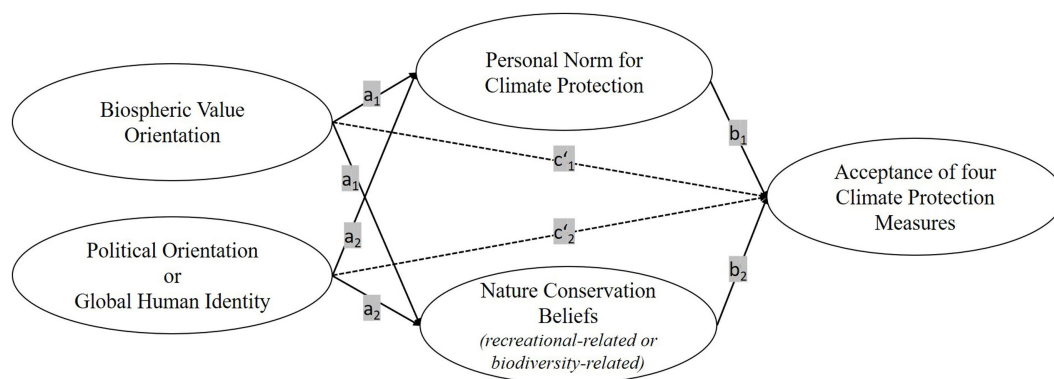 Biospheric Value
Orientation
Political Orientation
or
Global Human Identity
a1
a1
a2
a2
Personal Norm for
Climate Protection
c‘1
c‘2
Nature Conservation
Beliefs
(recreational-related or
biodiversity-related)
b1
b2
Acceptance of four
Climate Protection
Measures